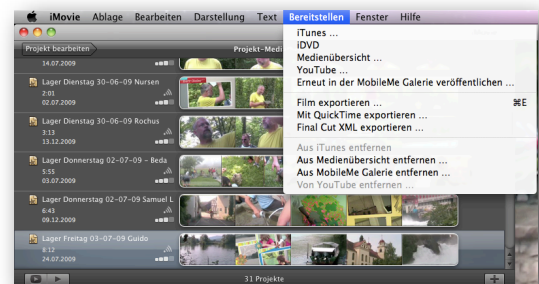 iMovie Ablage Bearbeiten Darstellung Text Bereitstellen Fenster Hilfe
Projekt bearbeiten
Projekt-Medi
iTunes ...
iDVD
Medienübersicht ...
YouTube ...
Erneut in der MobileMe Galerie veröffentlichen ...
Film exportieren ... ⌘E
Mit QuickTime exportieren ...
Final Cut XML exportieren ...
Aus iTunes entfernen
Aus Medienübersicht entfernen ...
Aus MobileMe Galerie entfernen ...
Von YouTube entfernen ...
14.07.2009
Lager Dienstag 30-06-09 Nursen
2:01
02.07.2009
Lager Dienstag 30-06-09 Rochus
3:13
13.12.2009
Lager Donnerstag 02-07-09 - Beda
5:55
03.07.2009
Lager Donnerstag 02-07-09 Samuel L
6:43
09.12.2009
Lager Freitag 03-07-09 Guido
8:12
24.07.2009
31 Projekte